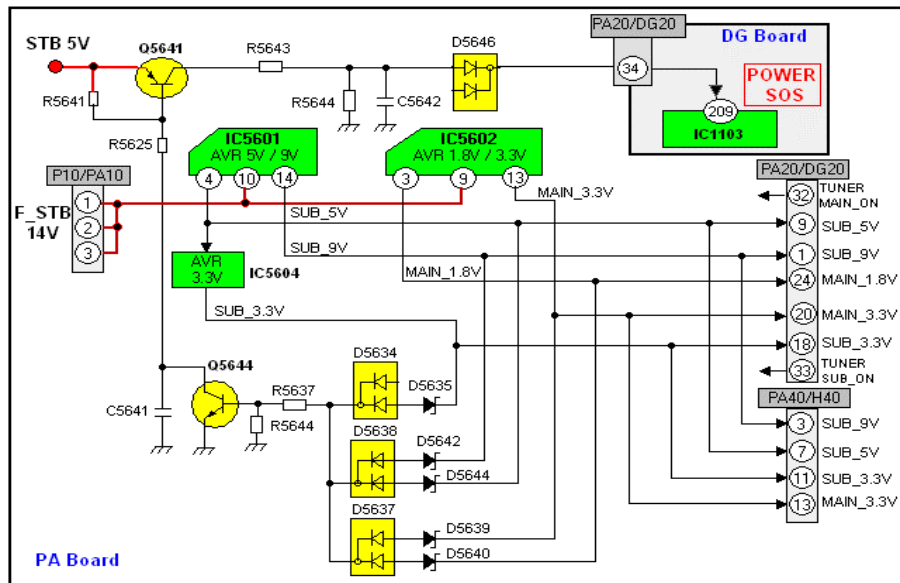 STB 5V
Q5641
R5643
D5646
PA20/DG20
DG Board
34
POWER
SOS
209
IC1103
R5641
R5644
C5642
R5625
IC5601
AVR 5V / 9V
4
10
14
IC5602
AVR 1.8V / 3.3V
3
9
13
P10/PA10
F_STB
14V
1
2
3
MAIN_3.3V
SUB_5V
SUB_9V
MAIN_1.8V
AVR
3.3V
IC5604
SUB_3.3V
PA20/DG20
32
TUNER
MAIN_ON
9
SUB_5V
1
SUB_9V
24
MAIN_1.8V
20
MAIN_3.3V
18
SUB_3.3V
33
TUNER
SUB_ON
PA40/H40
3
SUB_9V
7
SUB_5V
11
SUB_3.3V
13
MAIN_3.3V
Q5644
C5641
R5637
R5644
D5634
D5635
D5638
D5642
D5644
D5637
D5639
D5640
PA Board